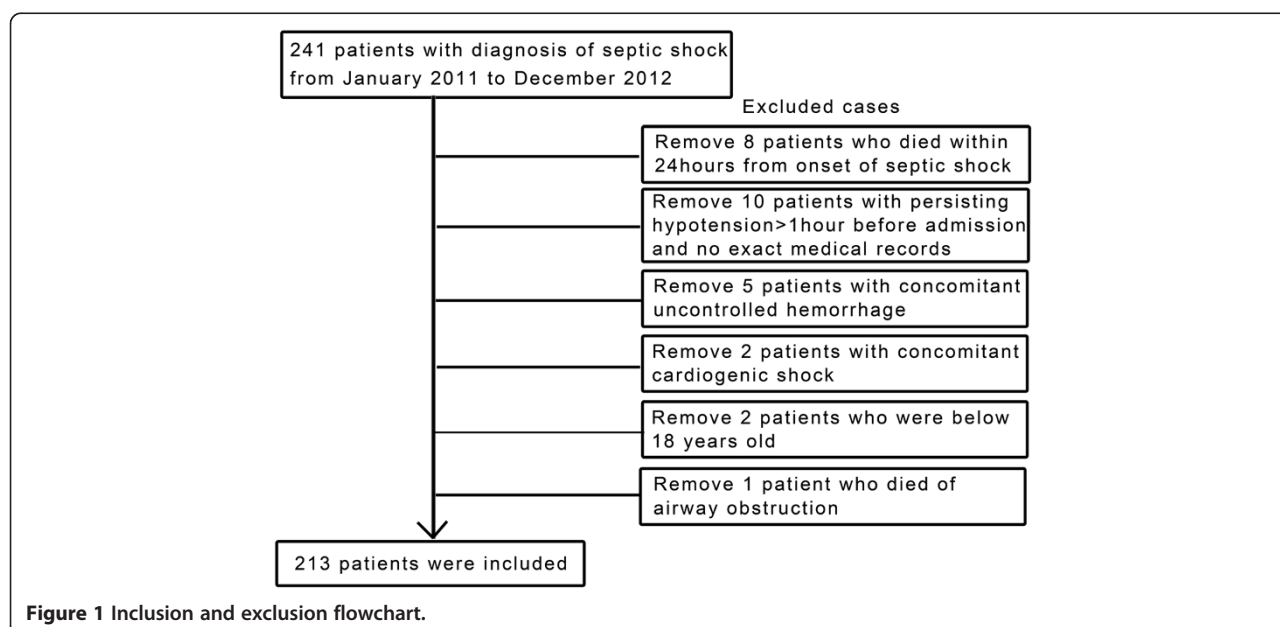 241 patients with diagnosis of septic shock
from January 2011 to December 2012
Excluded cases
Remove 8 patients who died within
24hours from onset of septic shock
Remove 10 patients with persisting
hypotension>1hour before admission
and no exact medical records
Remove 5 patients with concomitant
uncontrolled hemorrhage
Remove 2 patients with concomitant
cardiogenic shock
Remove 2 patients who were below
18 years old
Remove 1 patient who died of
airway obstruction
213 patients were included
Figure 1 Inclusion and exclusion flowchart.